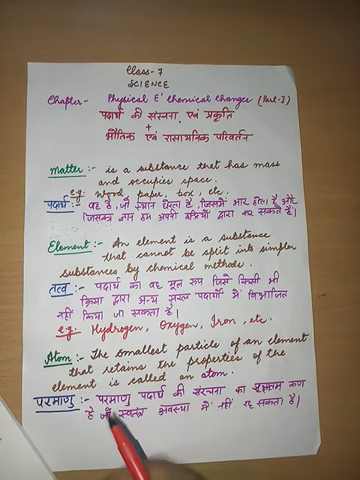 Class-7
SCIENCE
Chapter- Physical & Chemical Changes (Part-I)
पदार्थ की संरचना एवं प्रकृति
+
भौतिक एवं रासायनिक परिवर्तन
Matter :- is a substance that has mass
and occupies space.
eg. Wood, paper, box, etc.
पदार्थ :- वह है, जो स्थान घेरता है, जिसमें भार होता है और
जिसका ज्ञान हम अपनी इन्द्रियों द्वारा कर सकते हैं।
Element :- An element is a substance
that cannot be split into simpler
substances by chemical methods.
तत्व :- पदार्थ का वह मूल रूप जिसे किसी भी
क्रिया द्वारा अन्य सरल पदार्थों में विभाजित
नहीं किया जा सकता है।
eg. Hydrogen, Oxygen, Iron, etc.
Atom :- The smallest particle of an element
that retains the properties of the
element is called an atom.
परमाणु :- परमाणु पदार्थ की संरचना का सूक्ष्मतम कण
है जो स्वतंत्र अवस्था में नहीं रह सकता है।